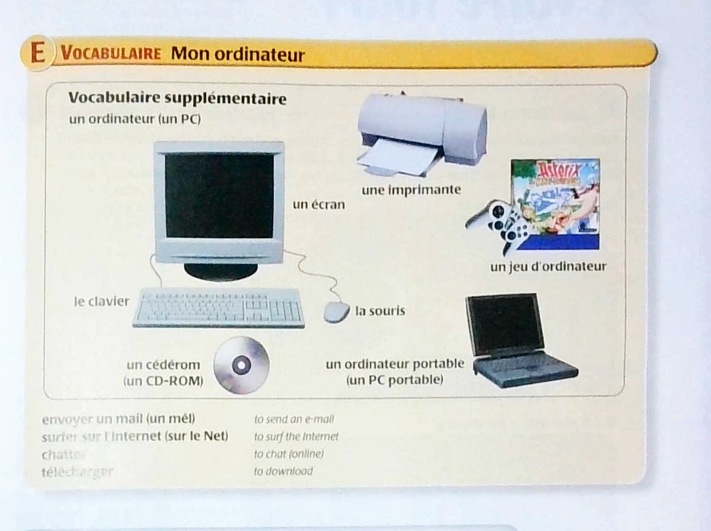 E VOCABULAIRE Mon ordinateur
Vocabulaire supplémentaire
un ordinateur (un PC)
une imprimante
un écran
Asterix
un jeu d'ordinateur
le clavier
la souris
un cédérom
(un CD-ROM)
un ordinateur portable
(un PC portable)
envoyer un mail (un mél) to send an e-mail
surfer sur l'Internet (sur le Net) to surf the Internet
chatter to chat (online)
télécharger to download